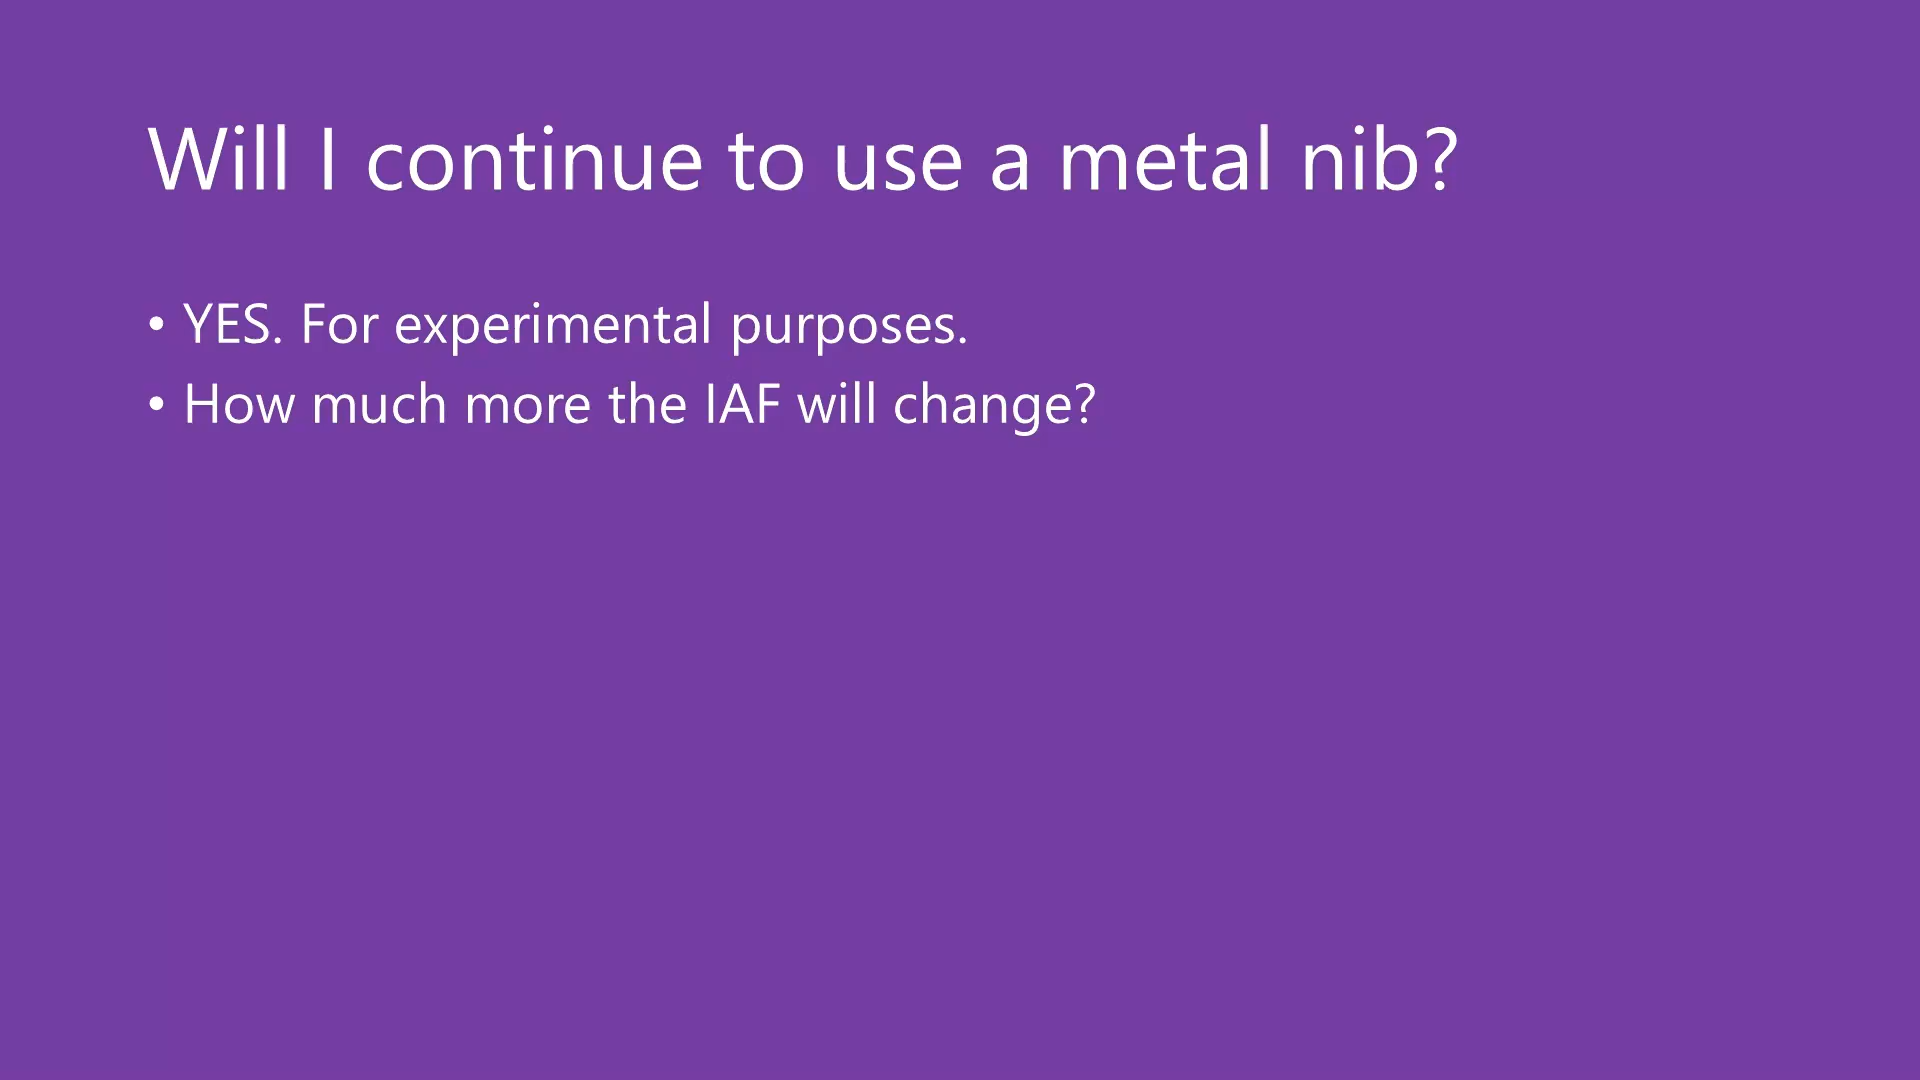 Will I continue to use a metal nib?
• YES. For experimental purposes.
• How much more the IAF will change?